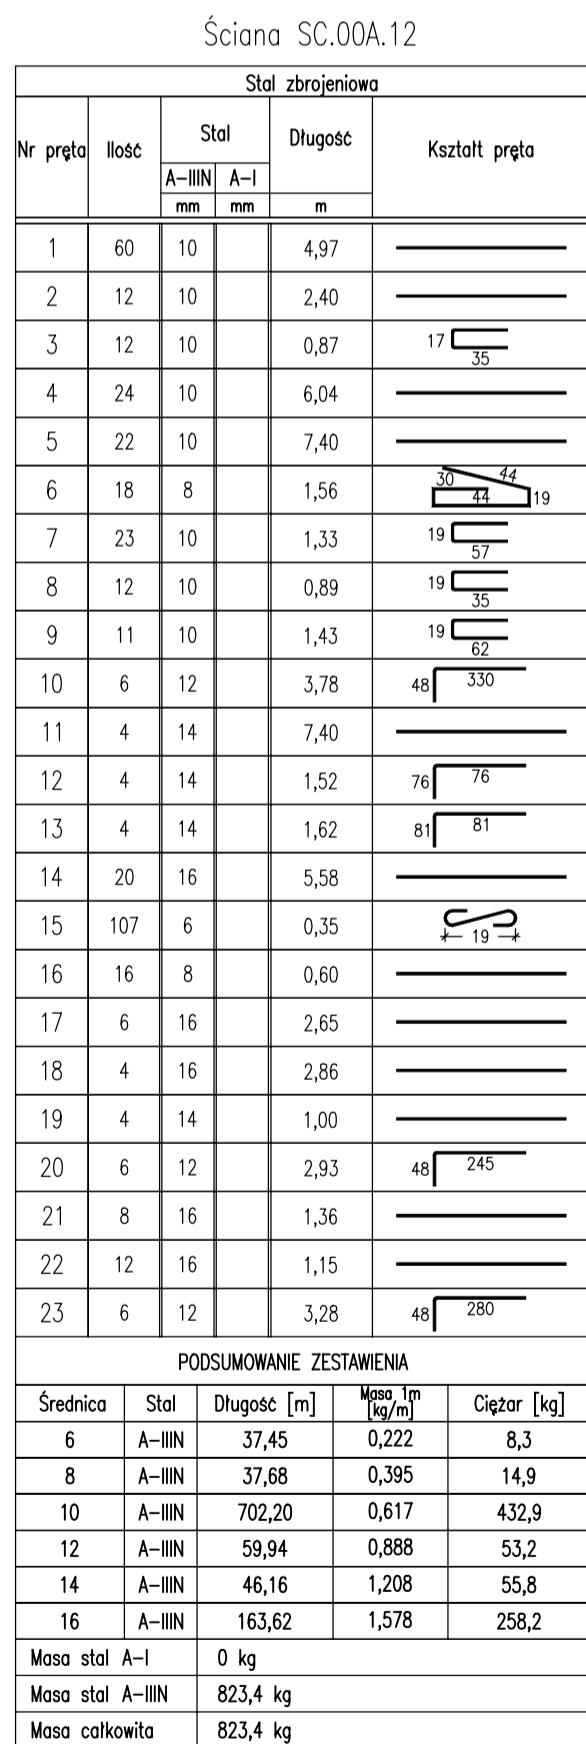 Ściana SC.00A.12
Stal zbrojeniowa
Nr pręta Ilość Stal Długość Kształt pręta
A-IIIN A-I
mm mm m
1 60 10 4,97
2 12 10 2,40
3 12 10 0,87 17 35
4 24 10 6,04
5 22 10 7,40
6 18 8 1,56 30 44 44 19
7 23 10 1,33 19 57
8 12 10 0,89 19 35
9 11 10 1,43 19 62
10 6 12 3,78 48 330
11 4 14 7,40
12 4 14 1,52 76 76
13 4 14 1,62 81 81
14 20 16 5,58
15 107 6 0,35 19
16 16 8 0,60
17 6 16 2,65
18 4 16 2,86
19 4 14 1,00
20 6 12 2,93 48 245
21 8 16 1,36
22 12 16 1,15
23 6 12 3,28 48 280
PODSUMOWANIE ZESTAWIENIA
Średnica Stal Długość [m] Masa 1m [kg/m] Ciężar [kg]
6 A-IIIN 37,45 0,222 8,3
8 A-IIIN 37,68 0,395 14,9
10 A-IIIN 702,20 0,617 432,9
12 A-IIIN 59,94 0,888 53,2
14 A-IIIN 46,16 1,208 55,8
16 A-IIIN 163,62 1,578 258,2
Masa stal A-I 0 kg
Masa stal A-IIIN 823,4 kg
Masa całkowita 823,4 kg